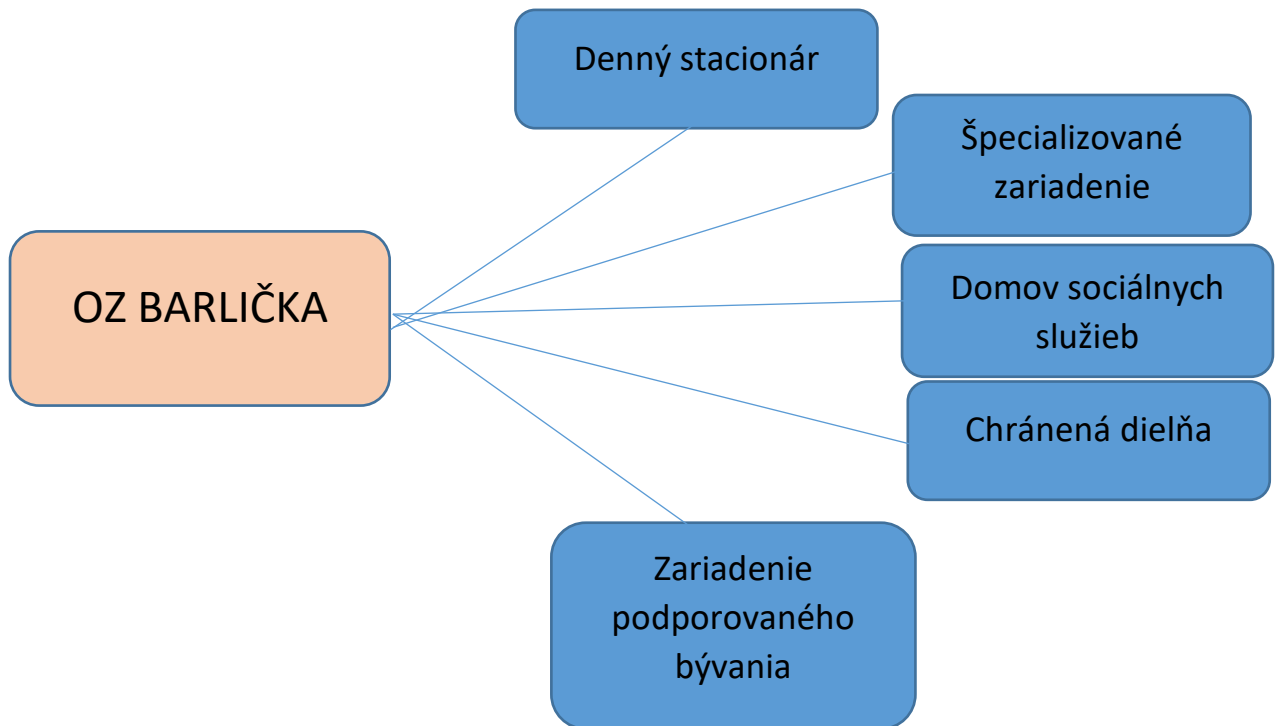 Denný stacionár
Špecializované
zariadenie
OZ BARLIČKA
Domov sociálnych
služieb
Chránená dielňa
Zariadenie
podporovaného
bývania